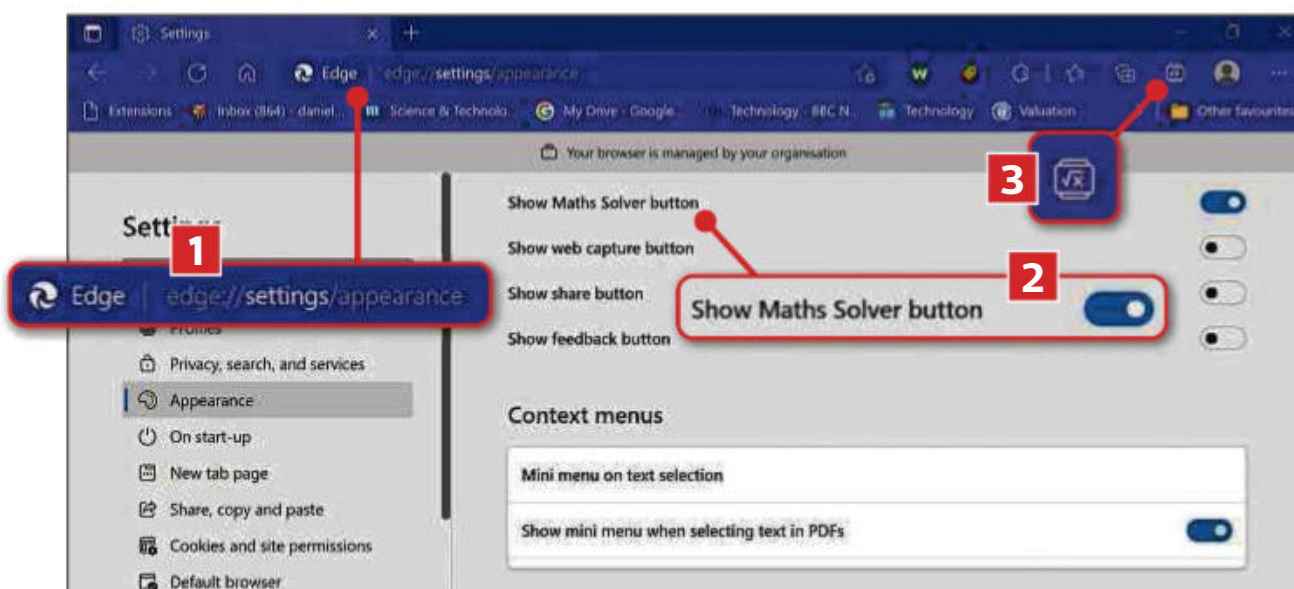 Settings
Edge edge://settings/appearance
Extensions Inbox (864) - daniel... Science & Technolo... My Drive - Google... Technology - BBC N... Technology Valuation Other favourites
Your browser is managed by your organisation
Settings
1
Edge edge://settings/appearance
Profiles
Privacy, search, and services
Appearance
On start-up
New tab page
Share, copy and paste
Cookies and site permissions
Default browser
Show Maths Solver button
Show web capture button
Show share button
Show feedback button
3
√x
2
Show Maths Solver button
Context menus
Mini menu on text selection
Show mini menu when selecting text in PDFs